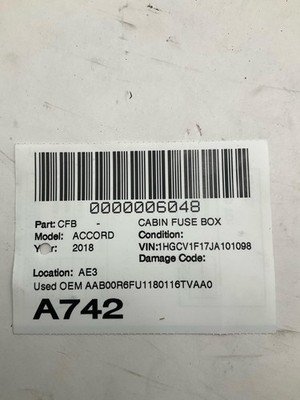 0000006048
Part: CFB - CABIN FUSE BOX
Model: ACCORD Condition:
Year: 2018 VIN:1HGCV1F17JA101098
Damage Code:
Location: AE3
Used OEM AAB00R6FU1180116TVAA0
A742